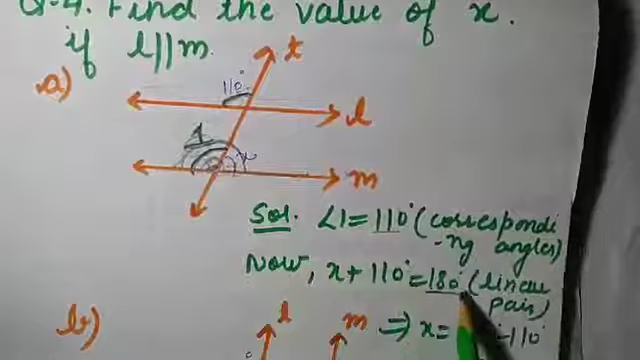 Q.4. Find the value of x.
if l||m.
a)
t
110°
l
1
x
m
Sol. ∠1 = 110° (correspondi
-ng angles)
Now, x + 110° = 180° (linear
pair)
b)
l
m
⇒ x =
-110°